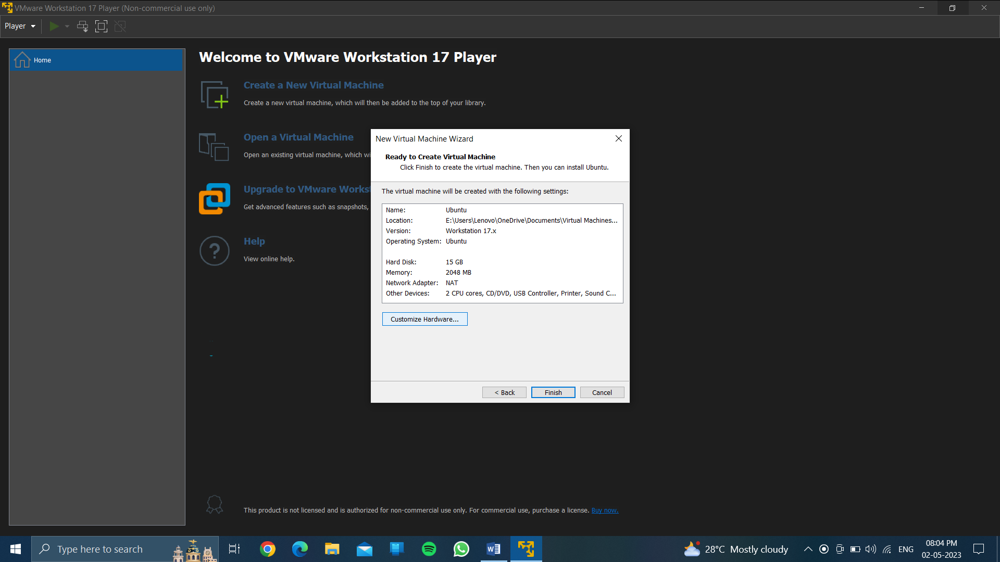 VMware Workstation 17 Player (Non-commercial use only)
Player
Home
Welcome to VMware Workstation 17 Player
Create a New Virtual Machine
Create a new virtual machine, which will then be added to the top of your library.
Open a Virtual Machine
Open an existing virtual machine, which wi
Upgrade to VMware Workst
Get advanced features such as snapshots,
Help
View online help.
New Virtual Machine Wizard
Ready to Create Virtual Machine
Click Finish to create the virtual machine. Then you can install Ubuntu.
The virtual machine will be created with the following settings:
Name: Ubuntu
Location: E:\Users\Lenovo\OneDrive\Documents\Virtual Machines...
Version: Workstation 17.x
Operating System: Ubuntu
Hard Disk: 15 GB
Memory: 2048 MB
Network Adapter: NAT
Other Devices: 2 CPU cores, CD/DVD, USB Controller, Printer, Sound C...
Customize Hardware...
< Back Finish Cancel
This product is not licensed and is authorized for non-commercial use only. For commercial use, purchase a license. Buy now.
Type here to search
28°C Mostly cloudy
ENG
08:04 PM
02-05-2023